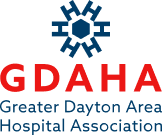 GDAHA
Greater Dayton Area
Hospital Association